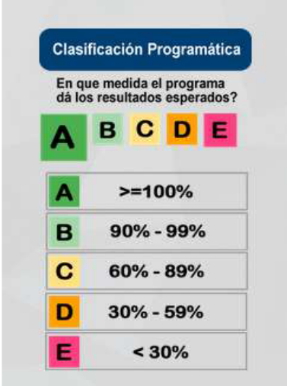 Clasificación Programática
En que medida el programa
dá los resultados esperados?
A B C D E
A >=100%
B 90% - 99%
C 60% - 89%
D 30% - 59%
E < 30%